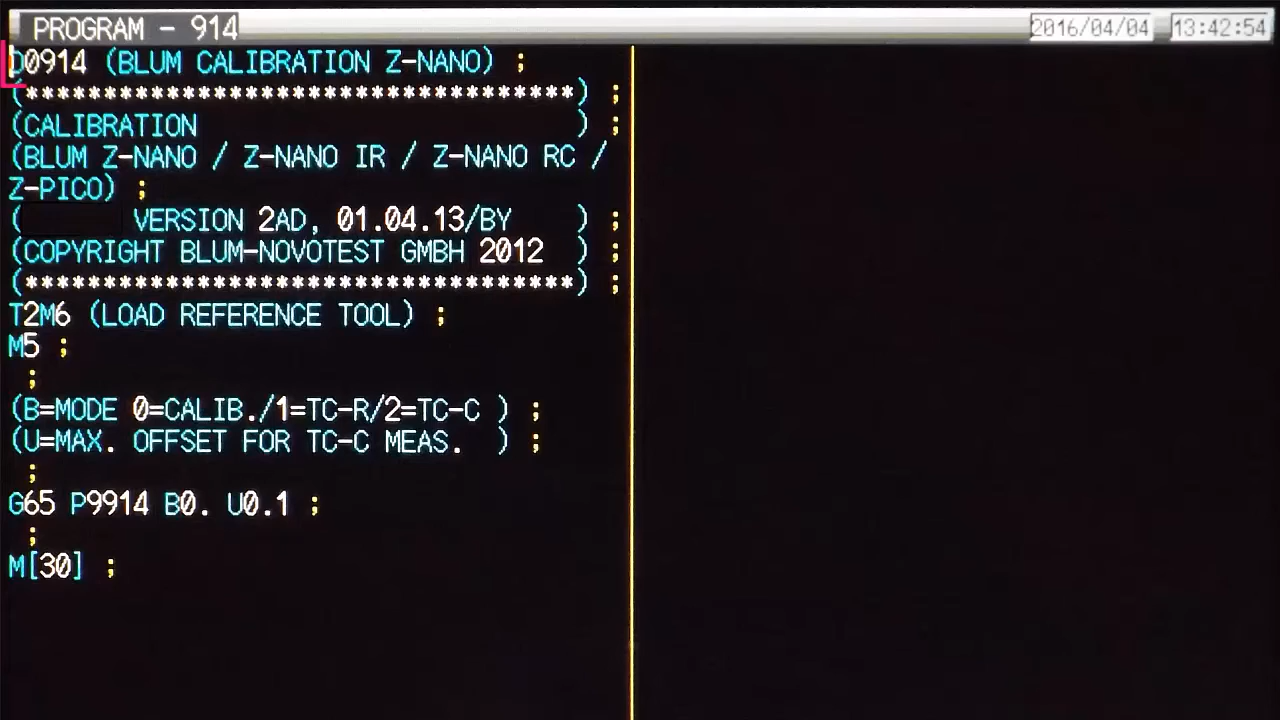 PROGRAM - 914
2016/04/04 13:42:54
O0914 (BLUM CALIBRATION Z-NANO) ;
(***********************************) ;
(CALIBRATION ) ;
(BLUM Z-NANO / Z-NANO IR / Z-NANO RC /
Z-PICO) ;
( VERSION 2AD, 01.04.13/BY ) ;
(COPYRIGHT BLUM-NOVOTEST GMBH 2012 ) ;
(***********************************) ;
T2M6 (LOAD REFERENCE TOOL) ;
M5 ;
;
(B=MODE 0=CALIB./1=TC-R/2=TC-C ) ;
(U=MAX. OFFSET FOR TC-C MEAS. ) ;
;
G65 P9914 B0. U0.1 ;
;
M[30] ;